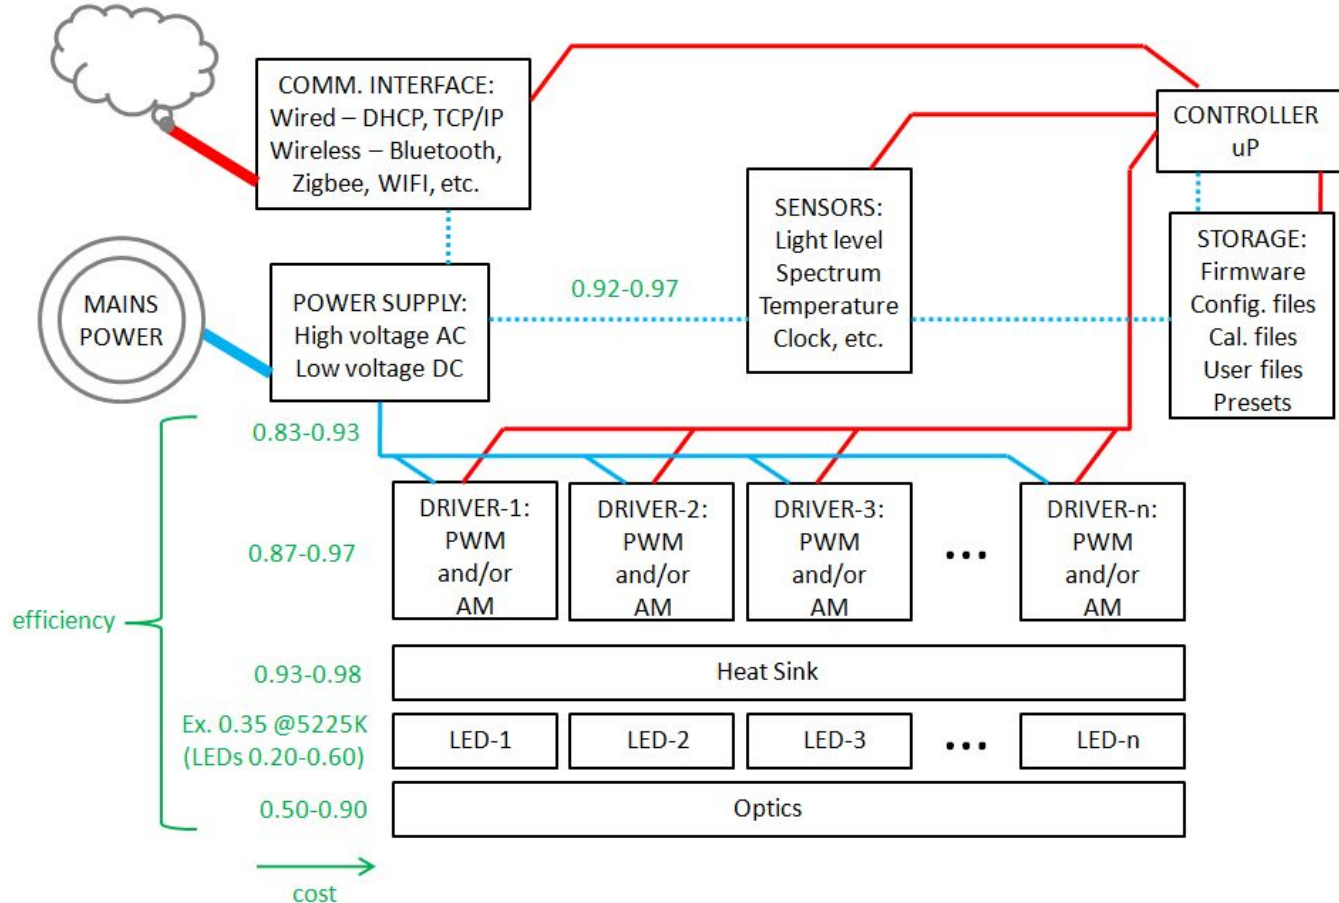 COMM. INTERFACE:
Wired – DHCP, TCP/IP
Wireless – Bluetooth,
Zigbee, WIFI, etc.
CONTROLLER
uP
SENSORS:
Light level
Spectrum
Temperature
Clock, etc.
STORAGE:
Firmware
Config. files
Cal. files
User files
Presets
MAINS
POWER
POWER SUPPLY:
High voltage AC
Low voltage DC
0.92-0.97
0.83-0.93
DRIVER-1:
PWM
and/or
AM
DRIVER-2:
PWM
and/or
AM
DRIVER-3:
PWM
and/or
AM
...
DRIVER-n:
PWM
and/or
AM
0.87-0.97
efficiency
0.93-0.98
Heat Sink
Ex. 0.35 @5225K
(LEDs 0.20-0.60)
LED-1
LED-2
LED-3
...
LED-n
0.50-0.90
Optics
cost